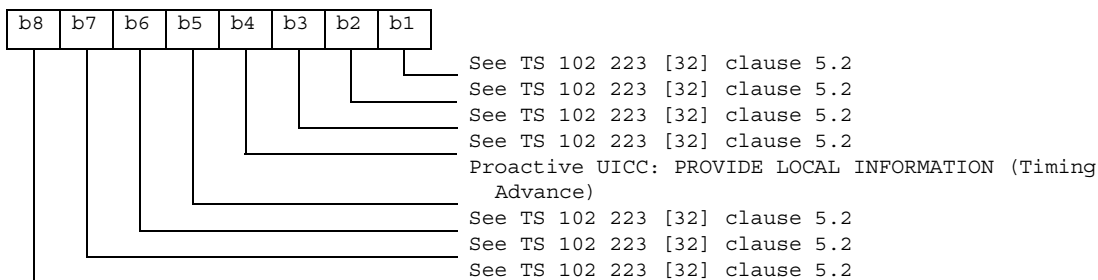 b8 b7 b6 b5 b4 b3 b2 b1
See TS 102 223 [32] clause 5.2
See TS 102 223 [32] clause 5.2
See TS 102 223 [32] clause 5.2
See TS 102 223 [32] clause 5.2
Proactive UICC: PROVIDE LOCAL INFORMATION (Timing
Advance)
See TS 102 223 [32] clause 5.2
See TS 102 223 [32] clause 5.2
See TS 102 223 [32] clause 5.2